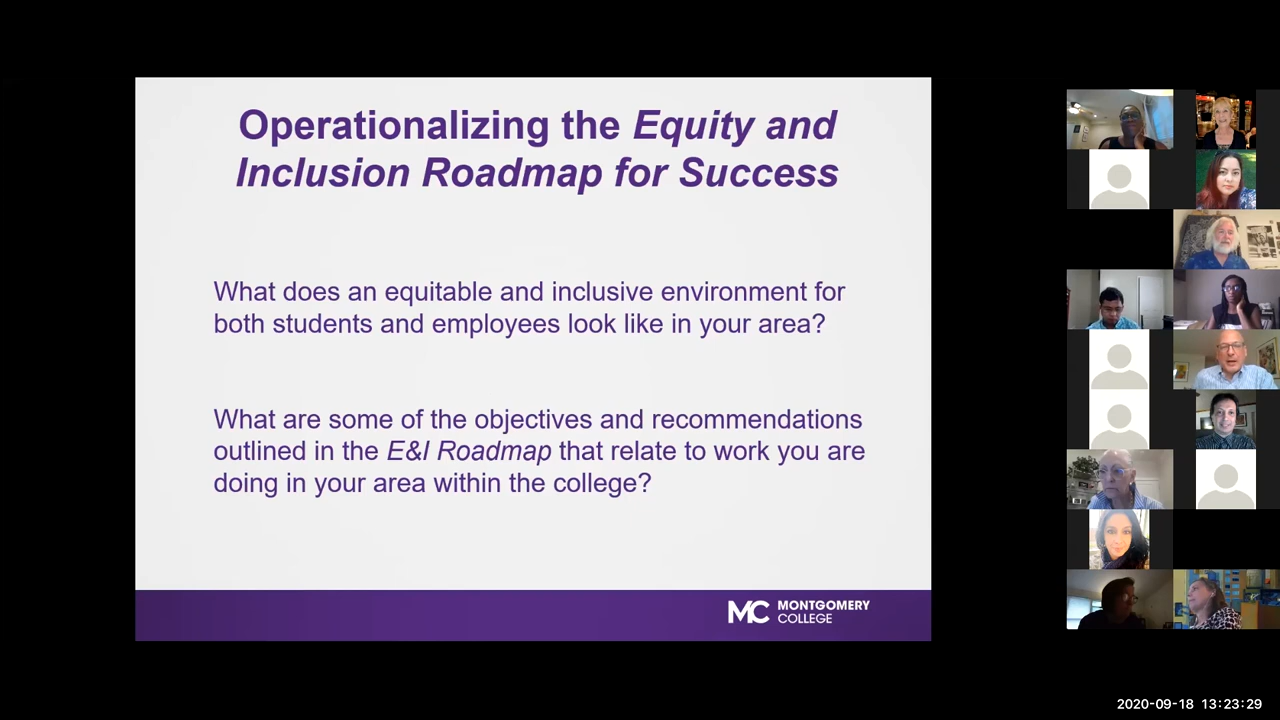 Operationalizing the Equity and
Inclusion Roadmap for Success
What does an equitable and inclusive environment for
both students and employees look like in your area?
What are some of the objectives and recommendations
outlined in the E&I Roadmap that relate to work you are
doing in your area within the college?
MC MONTGOMERY
COLLEGE
2020-09-18 13:23:29